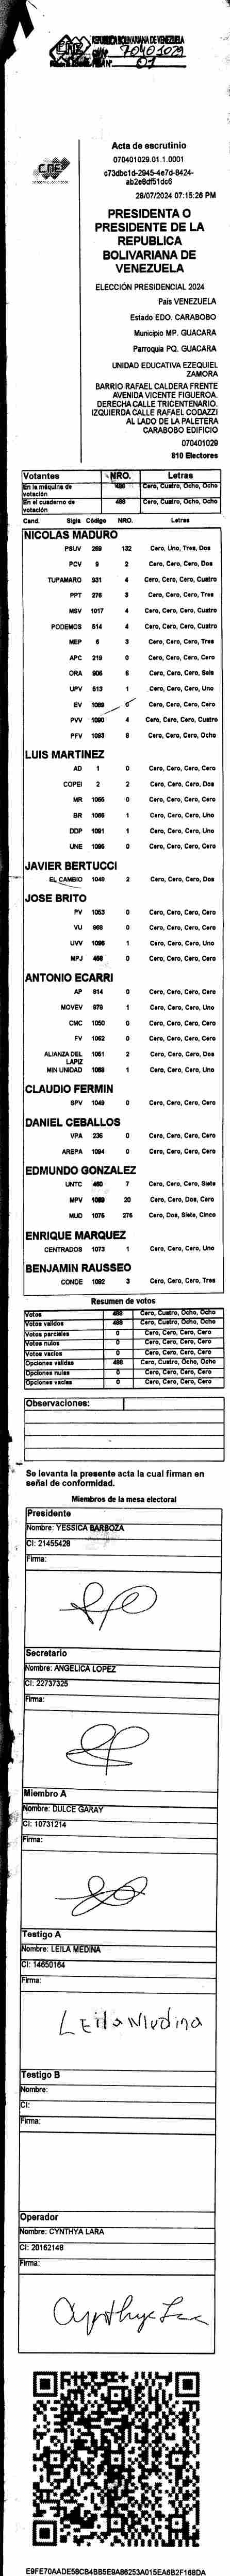 CNE REPÚBLICA BOLIVARIANA DE VENEZUELA
70401029
01
CNE
Acta de escrutinio
070401029.01.1.0001
c73dbc1d-2945-4e7d-8424-
ab2e8df51dc6
28/07/2024 07:15:26 PM
PRESIDENTA O
PRESIDENTE DE LA
REPUBLICA
BOLIVARIANA DE
VENEZUELA
ELECCIÓN PRESIDENCIAL 2024
País VENEZUELA
Estado EDO. CARABOBO
Municipio MP. GUACARA
Parroquia PQ. GUACARA
UNIDAD EDUCATIVA EZEQUIEL
ZAMORA
BARRIO RAFAEL CALDERA FRENTE
AVENIDA VICENTE FIGUEROA.
DERECHA CALLE TRICENTENARIO.
IZQUIERDA CALLE RAFAEL CODAZZI
AL LADO DE LA PALETERA
CARABOBO EDIFICIO
070401029
810 Electores
Votantes NRO. Letras
En la máquina de votación 488 Cero, Cuatro, Ocho, Ocho
En el cuaderno de votación 488 Cero, Cuatro, Ocho, Ocho
Cand. Sigla Código NRO. Letras
NICOLAS MADURO
PSUV 269 132 Cero, Uno, Tres, Dos
PCV 9 2 Cero, Cero, Cero, Dos
TUPAMARO 931 4 Cero, Cero, Cero, Cuatro
PPT 276 3 Cero, Cero, Cero, Tres
MSV 1017 4 Cero, Cero, Cero, Cuatro
PODEMOS 514 4 Cero, Cero, Cero, Cuatro
MEP 6 3 Cero, Cero, Cero, Tres
APC 219 0 Cero, Cero, Cero, Cero
ORA 906 6 Cero, Cero, Cero, Seis
UPV 513 1 Cero, Cero, Cero, Uno
EV 1089 0 Cero, Cero, Cero, Cero
PVV 1090 4 Cero, Cero, Cero, Cuatro
PFV 1093 8 Cero, Cero, Cero, Ocho
LUIS MARTINEZ
AD 1 0 Cero, Cero, Cero, Cero
COPEI 2 2 Cero, Cero, Cero, Dos
MR 1065 0 Cero, Cero, Cero, Cero
BR 1066 1 Cero, Cero, Cero, Uno
DDP 1091 1 Cero, Cero, Cero, Uno
UNE 1095 0 Cero, Cero, Cero, Cero
JAVIER BERTUCCI
EL CAMBIO 1049 2 Cero, Cero, Cero, Dos
JOSE BRITO
PV 1053 0 Cero, Cero, Cero, Cero
VU 969 0 Cero, Cero, Cero, Cero
UVV 1096 1 Cero, Cero, Cero, Uno
MPJ 468 0 Cero, Cero, Cero, Cero
ANTONIO ECARRI
AP 914 0 Cero, Cero, Cero, Cero
MOVEV 979 1 Cero, Cero, Cero, Uno
CMC 1050 0 Cero, Cero, Cero, Cero
FV 1062 0 Cero, Cero, Cero, Cero
ALIANZA DEL LAPIZ 1061 2 Cero, Cero, Cero, Dos
MIN UNIDAD 1068 1 Cero, Cero, Cero, Uno
CLAUDIO FERMIN
SPV 1049 0 Cero, Cero, Cero, Cero
DANIEL CEBALLOS
VPA 236 0 Cero, Cero, Cero, Cero
AREPA 1094 0 Cero, Cero, Cero, Cero
EDMUNDO GONZALEZ
UNTC 460 7 Cero, Cero, Cero, Siete
MPV 1069 20 Cero, Cero, Dos, Cero
MUD 1075 275 Cero, Dos, Siete, Cinco
ENRIQUE MARQUEZ
CENTRADOS 1073 1 Cero, Cero, Cero, Uno
BENJAMIN RAUSSEO
CONDE 1092 3 Cero, Cero, Cero, Tres
Resumen de votos
Votos 488 Cero, Cuatro, Ocho, Ocho
Votos validos 488 Cero, Cuatro, Ocho, Ocho
Votos parciales 0 Cero, Cero, Cero, Cero
Votos nulos 0 Cero, Cero, Cero, Cero
Votos vacios 0 Cero, Cero, Cero, Cero
Opciones validas 488 Cero, Cuatro, Ocho, Ocho
Opciones nulas 0 Cero, Cero, Cero, Cero
Opciones vacias 0 Cero, Cero, Cero, Cero
Observaciones:
Se levanta la presente acta la cual firman en
señal de conformidad.
Miembros de la mesa electoral
Presidente
Nombre: YESSICA BARBOZA
CI: 21455428
Firma:
Secretario
Nombre: ANGELICA LOPEZ
CI: 22737325
Firma:
Miembro A
Nombre: DULCE GARAY
CI: 10731214
Firma:
Testigo A
Nombre: LEILA MEDINA
CI: 14650164
Firma:
Leila Medina
Testigo B
Nombre:
CI:
Firma:
Operador
Nombre: CYNTHYA LARA
CI: 20162148
Firma:
Cynthya Lara
E9FE70AADE58CB4BB5E9A86253A015EA6B2F168DA